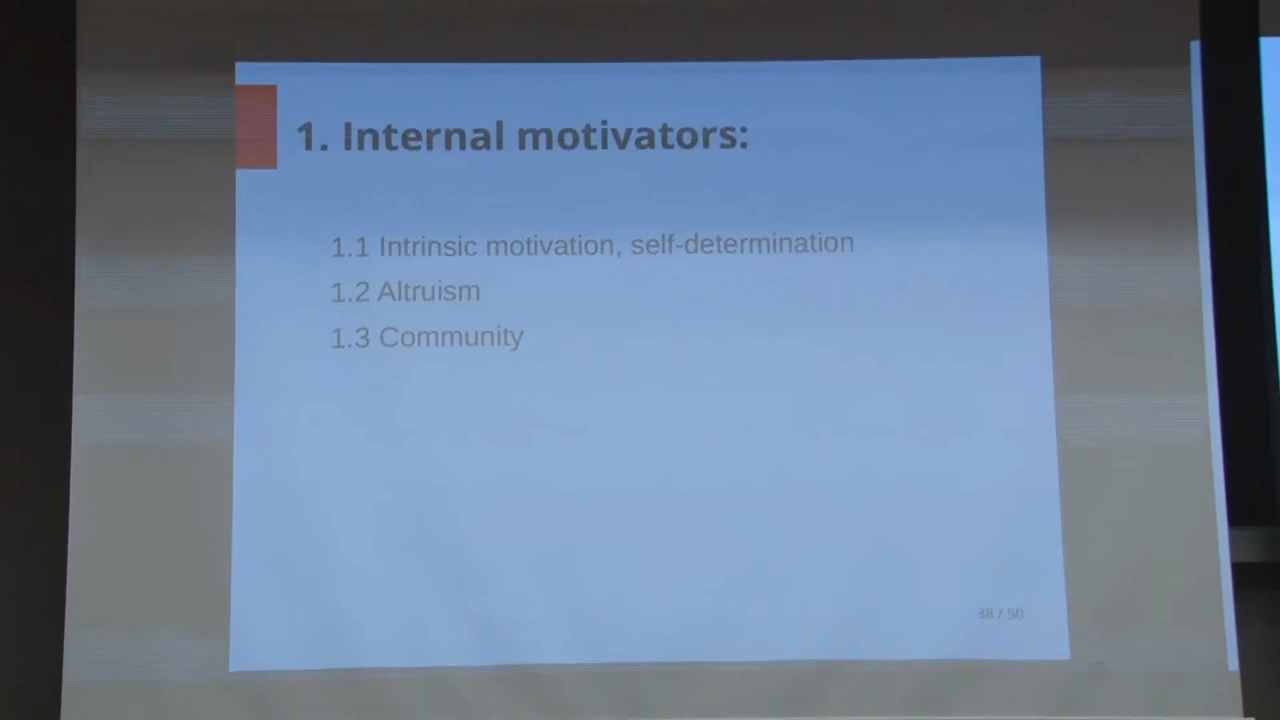 1. Internal motivators:
1.1 Intrinsic motivation, self-determination
1.2 Altruism
1.3 Community
38 / 50